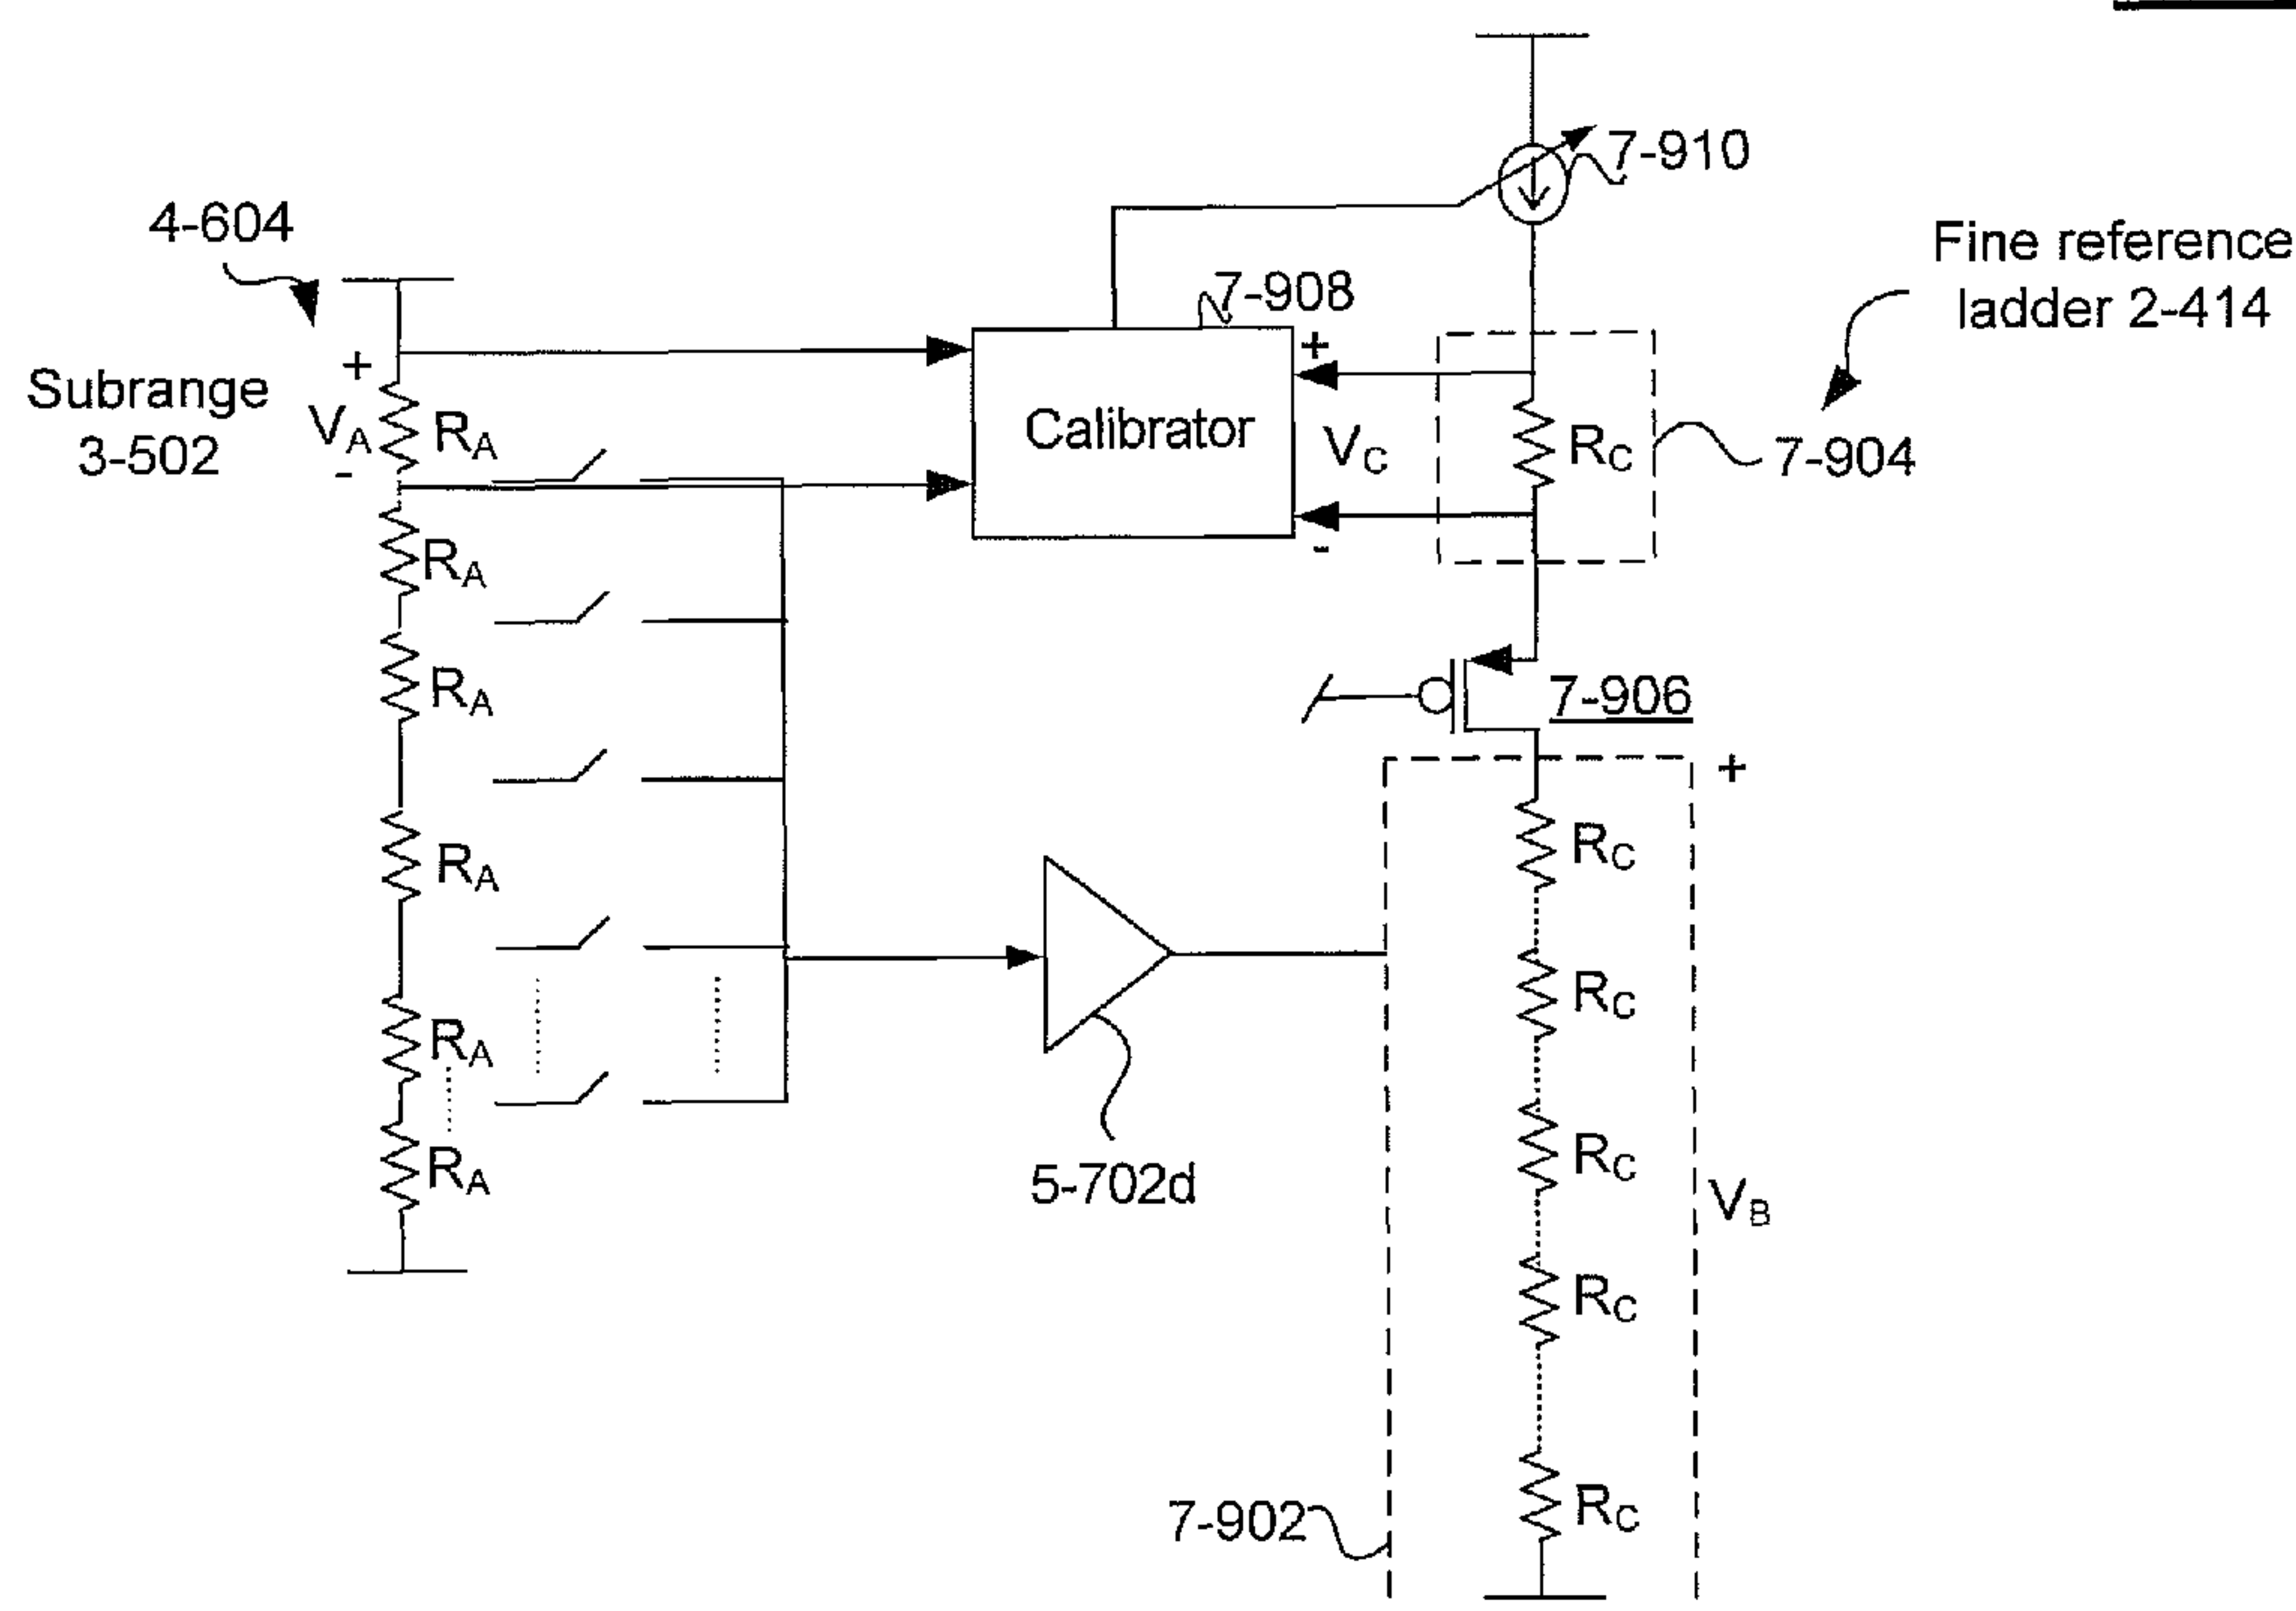 7-910
4-604
Fine reference
ladder 2-414
7-908
+
+
Subrange
3-502
VA
RA
-
Calibrator
VC
RC
7-904
-
RA
RA
7-906
+
RC
RA
RC
RA
RC
RA
5-702d
VB
RC
7-902
RC